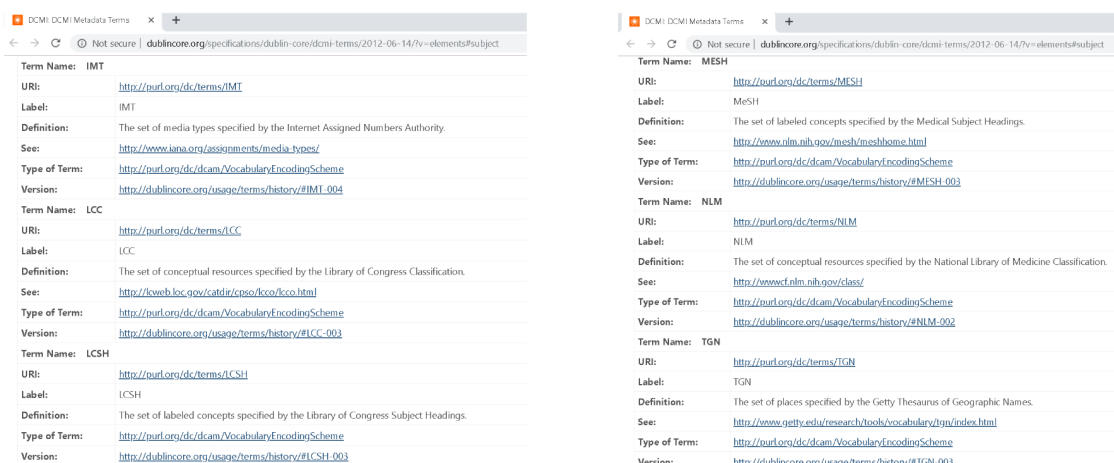 DCMI: DCMI Metadata Terms
Not secure | dublincore.org/specifications/dublin-core/dcmi-terms/2012-06-14/?v=elements#subject
Term Name: IMT
URI: http://purl.org/dc/terms/IMT
Label: IMT
Definition: The set of media types specified by the Internet Assigned Numbers Authority.
See: http://www.iana.org/assignments/media-types/
Type of Term: http://purl.org/dc/dcam/VocabularyEncodingScheme
Version: http://dublincore.org/usage/terms/history/#IMT-004
Term Name: LCC
URI: http://purl.org/dc/terms/LCC
Label: LCC
Definition: The set of conceptual resources specified by the Library of Congress Classification.
See: http://lcweb.loc.gov/catdir/cpso/lcco/lcco.html
Type of Term: http://purl.org/dc/dcam/VocabularyEncodingScheme
Version: http://dublincore.org/usage/terms/history/#LCC-003
Term Name: LCSH
URI: http://purl.org/dc/terms/LCSH
Label: LCSH
Definition: The set of labeled concepts specified by the Library of Congress Subject Headings.
Type of Term: http://purl.org/dc/dcam/VocabularyEncodingScheme
Version: http://dublincore.org/usage/terms/history/#LCSH-003
DCMI: DCMI Metadata Terms
Not secure | dublincore.org/specifications/dublin-core/dcmi-terms/2012-06-14/?v=elements#subject
Term Name: MESH
URI: http://purl.org/dc/terms/MESH
Label: MeSH
Definition: The set of labeled concepts specified by the Medical Subject Headings.
See: http://www.nlm.nih.gov/mesh/meshhome.html
Type of Term: http://purl.org/dc/dcam/VocabularyEncodingScheme
Version: http://dublincore.org/usage/terms/history/#MESH-003
Term Name: NLM
URI: http://purl.org/dc/terms/NLM
Label: NLM
Definition: The set of conceptual resources specified by the National Library of Medicine Classification.
See: http://wwwcf.nlm.nih.gov/class/
Type of Term: http://purl.org/dc/dcam/VocabularyEncodingScheme
Version: http://dublincore.org/usage/terms/history/#NLM-002
Term Name: TGN
URI: http://purl.org/dc/terms/TGN
Label: TGN
Definition: The set of places specified by the Getty Thesaurus of Geographic Names.
See: http://www.getty.edu/research/tools/vocabulary/tgn/index.html
Type of Term: http://purl.org/dc/dcam/VocabularyEncodingScheme
Version: http://dublincore.org/usage/terms/history/#TGN-003